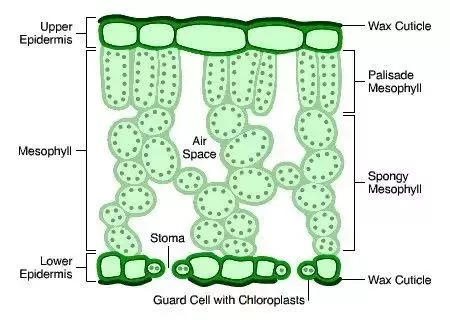 Upper
Epidermis
Wax Cuticle
Palisade
Mesophyll
Mesophyll
Air
Space
Spongy
Mesophyll
Stoma
Lower
Epidermis
Wax Cuticle
Guard Cell with Chloroplasts